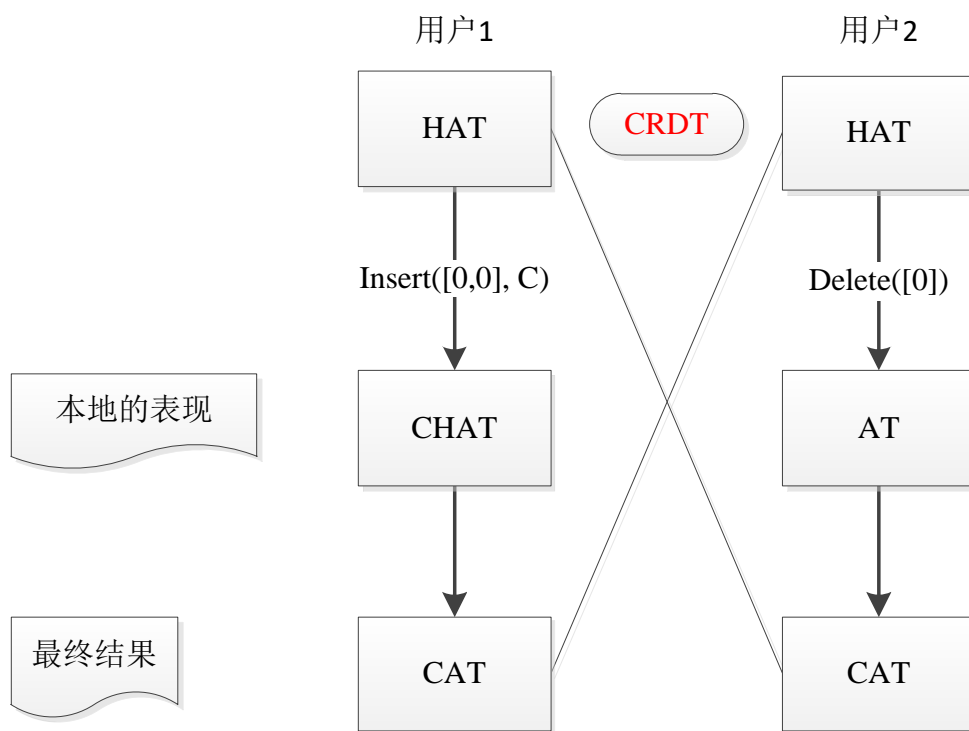 用户1
用户2
HAT
CRDT
HAT
Insert([0,0], C)
Delete([0])
本地的表现
CHAT
AT
最终结果
CAT
CAT